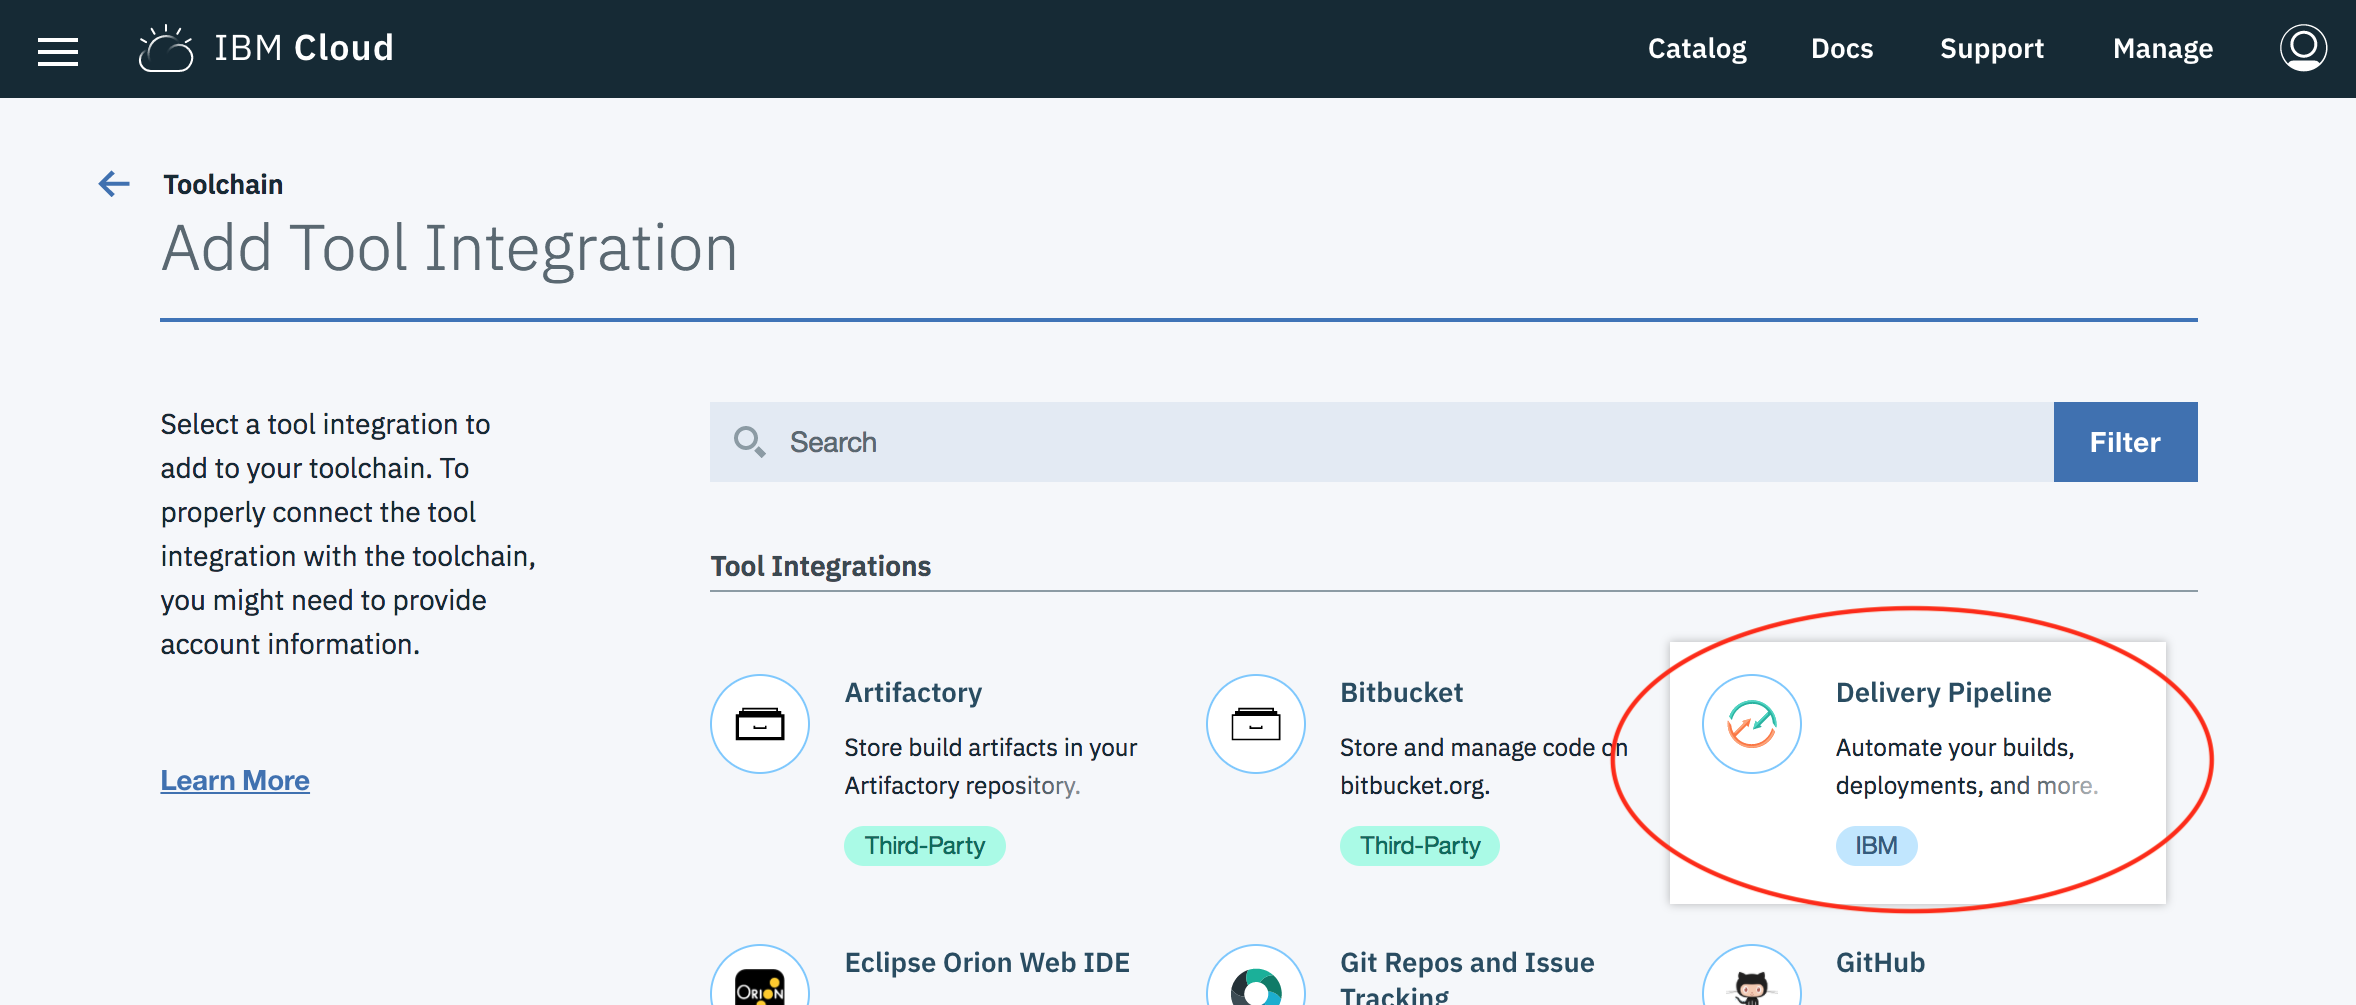 IBM Cloud
Catalog
Docs
Support
Manage
Toolchain
Add Tool Integration
Select a tool integration to
add to your toolchain. To
properly connect the tool
integration with the toolchain,
you might need to provide
account information.
Learn More
Search
Filter
Tool Integrations
Artifactory
Store build artifacts in your
Artifactory repository.
Third-Party
Bitbucket
Store and manage code on
bitbucket.org.
Third-Party
Delivery Pipeline
Automate your builds,
deployments, and more.
IBM
ORION
Eclipse Orion Web IDE
Git Repos and Issue
Tracking
GitHub